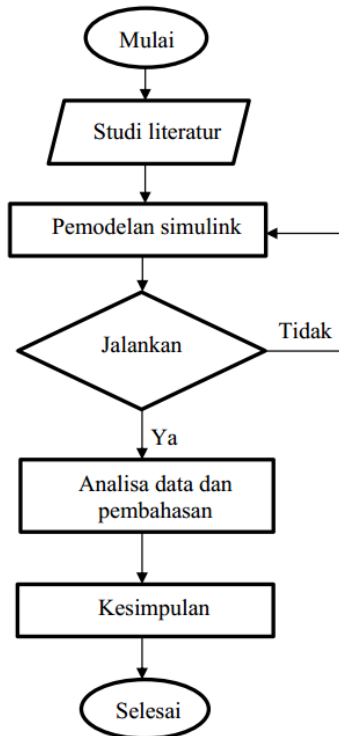 Mulai
Studi literatur
Pemodelan simulink
Jalankan
Tidak
Ya
Analisa data dan
pembahasan
Kesimpulan
Selesai